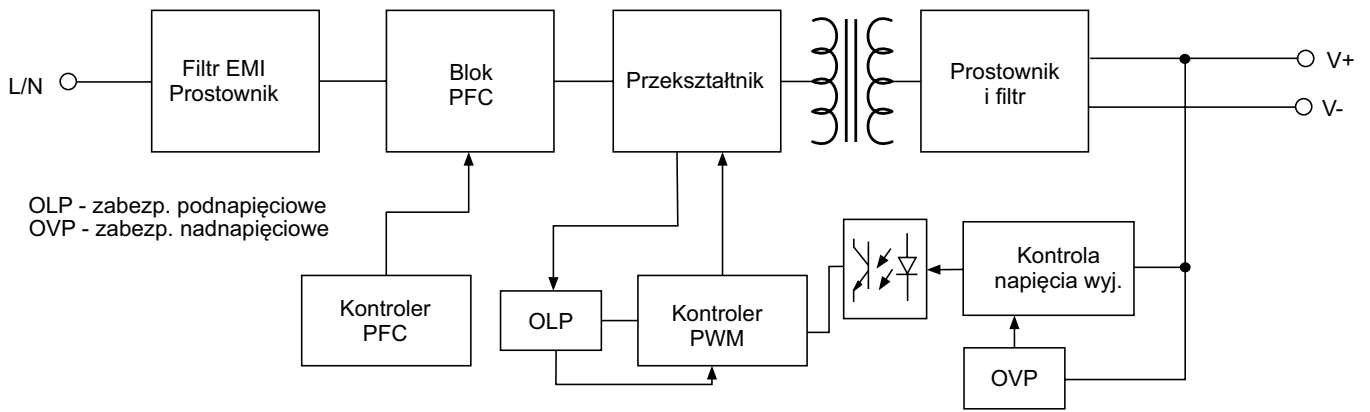 L/N
Filtr EMI
Prostownik
Blok
PFC
Przekształtnik
Prostownik
i filtr
V+
V-
OLP - zabezp. podnapięciowe
OVP - zabezp. nadnapięciowe
Kontroler
PFC
OLP
Kontroler
PWM
Kontrola
napięcia wyj.
OVP